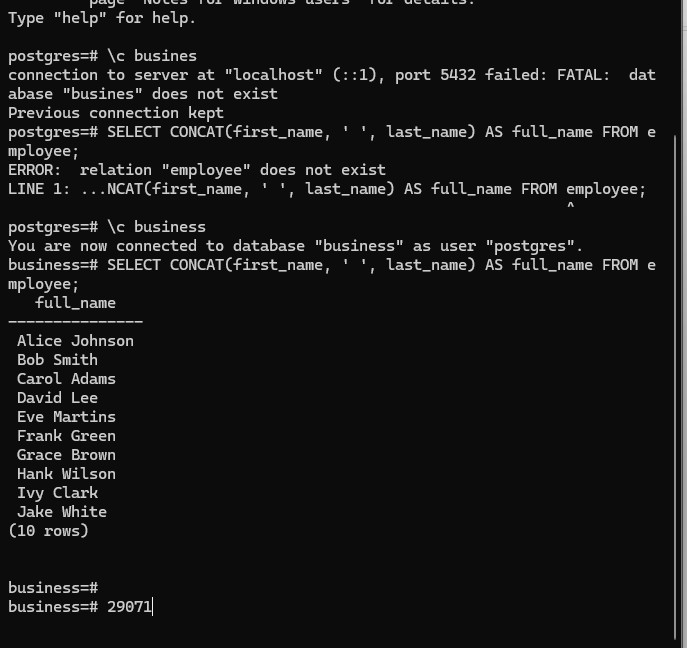 page "Notes for Windows users" for details.
Type "help" for help.
postgres=# \c busines
connection to server at "localhost" (::1), port 5432 failed: FATAL:  dat
abase "busines" does not exist
Previous connection kept
postgres=# SELECT CONCAT(first_name, ' ', last_name) AS full_name FROM e
mployee;
ERROR:  relation "employee" does not exist
LINE 1: ...NCAT(first_name, ' ', last_name) AS full_name FROM employee;
^
postgres=# \c business
You are now connected to database "business" as user "postgres".
business=# SELECT CONCAT(first_name, ' ', last_name) AS full_name FROM e
mployee;
full_name
---------------
Alice Johnson
Bob Smith
Carol Adams
David Lee
Eve Martins
Frank Green
Grace Brown
Hank Wilson
Ivy Clark
Jake White
(10 rows)
business=#
business=# 29071